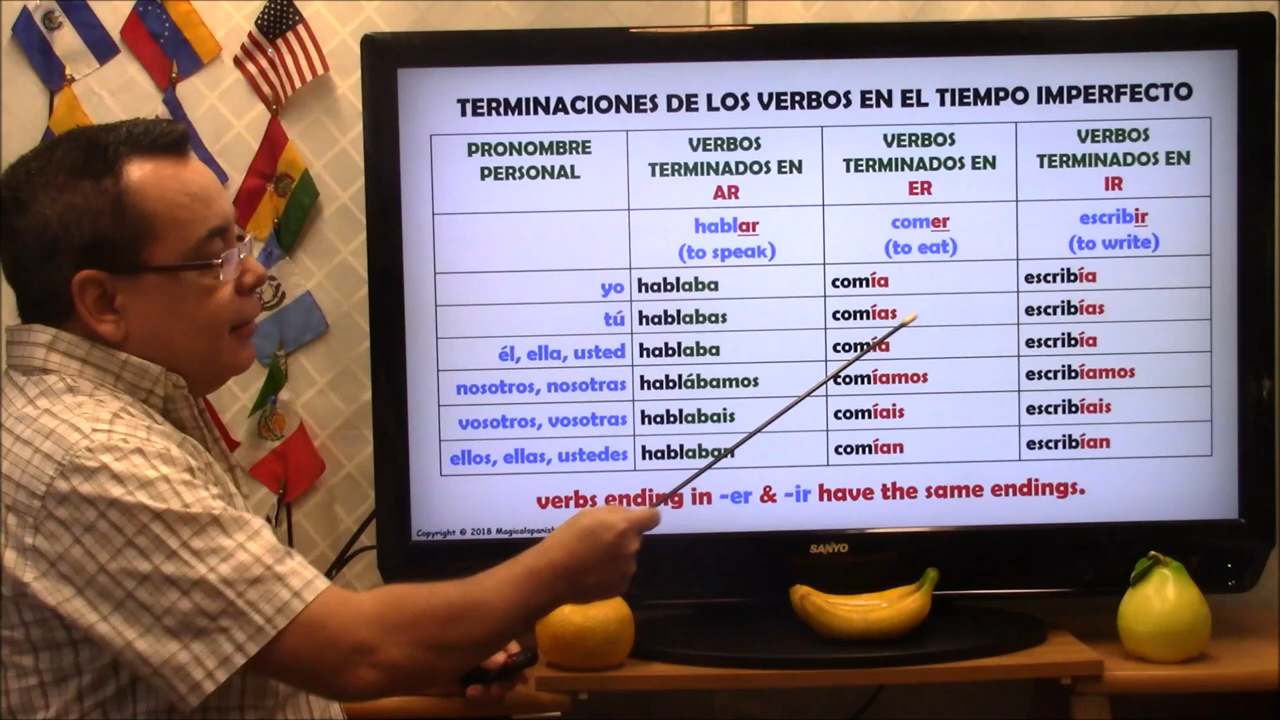 TERMINACIONES DE LOS VERBOS EN EL TIEMPO IMPERFECTO
PRONOMBRE PERSONAL
VERBOS TERMINADOS EN AR
VERBOS TERMINADOS EN ER
VERBOS TERMINADOS EN IR
hablar (to speak)
comer (to eat)
escribir (to write)
yo hablaba comía escribía
tú hablabas comías escribías
él, ella, usted hablaba comía escribía
nosotros, nosotras hablábamos comíamos escribíamos
vosotros, vosotras hablabais comíais escribíais
ellos, ellas, ustedes hablaban comían escribían
verbs ending in -er & -ir have the same endings.
Copyright © 2018
SANYO